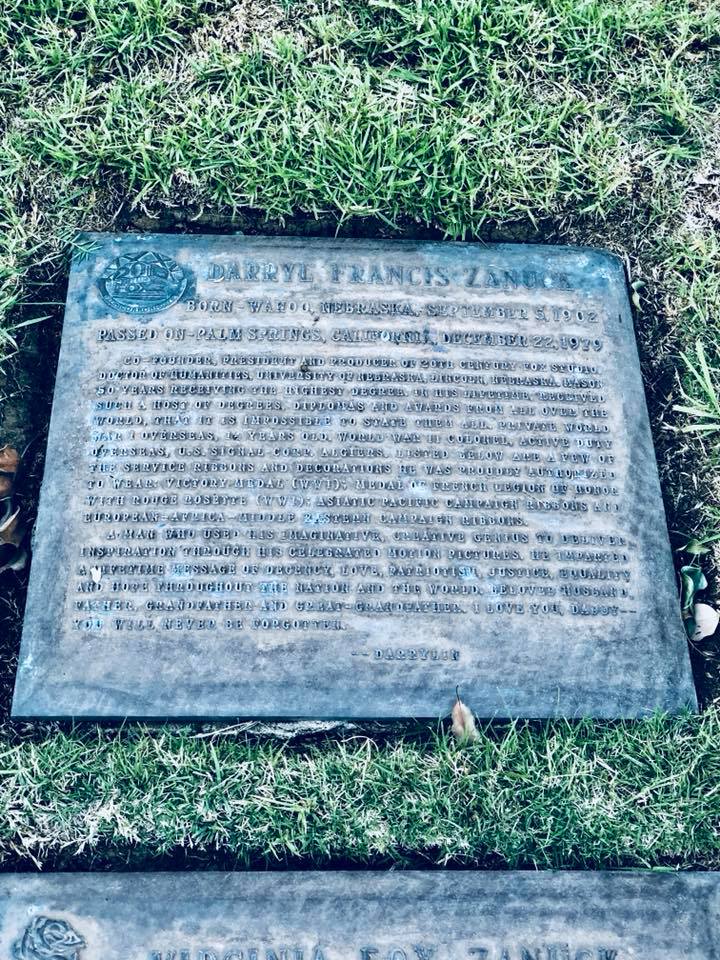 20TH
CENTURY
FOX
DARRYL FRANCIS ZANUCK
BORN-WAHOO, NEBRASKA, SEPTEMBER 5, 1902
PASSED ON-PALM SPRINGS, CALIFORNIA, DECEMBER 22, 1979
CO-FOUNDER, PRESIDENT AND PRODUCER OF 20TH CENTURY FOX STUDIO.
DOCTOR OF HUMANITIES, UNIVERSITY OF NEBRASKA, LINCOLN, NEBRASKA. MASON
50 YEARS RECEIVING THE HIGHEST DEGREE. IN HIS LIFETIME, RECEIVED
SUCH A HOST OF DEGREES, DIPLOMAS AND AWARDS FROM ALL OVER THE
WORLD, THAT IT IS IMPOSSIBLE TO STATE THEM ALL. PRIVATE WORLD
WAR I OVERSEAS, 14 YEARS OLD. WORLD WAR II COLONEL, ACTIVE DUTY
OVERSEAS, U.S. SIGNAL CORP. ALGIERS. LISTED BELOW ARE A FEW OF
THE SERVICE RIBBONS AND DECORATIONS HE WAS PROUDLY AUTHORIZED
TO WEAR: VICTORY MEDAL (WWI); MEDAL OF FRENCH LEGION OF HONOR
WITH ROUGE ROSETTE (WWI); ASIATIC PACIFIC CAMPAIGN RIBBONS AND
EUROPEAN-AFRICA-MIDDLE EASTERN CAMPAIGN RIBBONS.
A MAN WHO USED HIS IMAGINATIVE, CREATIVE GENIUS TO DELIVER
INSPIRATION THROUGH HIS CELEBRATED MOTION PICTURES. HE IMPARTED
A LIFETIME MESSAGE OF DECENCY, LOVE, PATRIOTISM, JUSTICE, EQUALITY
AND HOPE THROUGHOUT THE NATION AND THE WORLD. BELOVED HUSBAND,
FATHER, GRANDFATHER AND GREAT-GRANDFATHER. I LOVE YOU, DADDY--
YOU WILL NEVER BE FORGOTTEN.
--DARRYLIN
VIRGINIA FOX ZANUCK